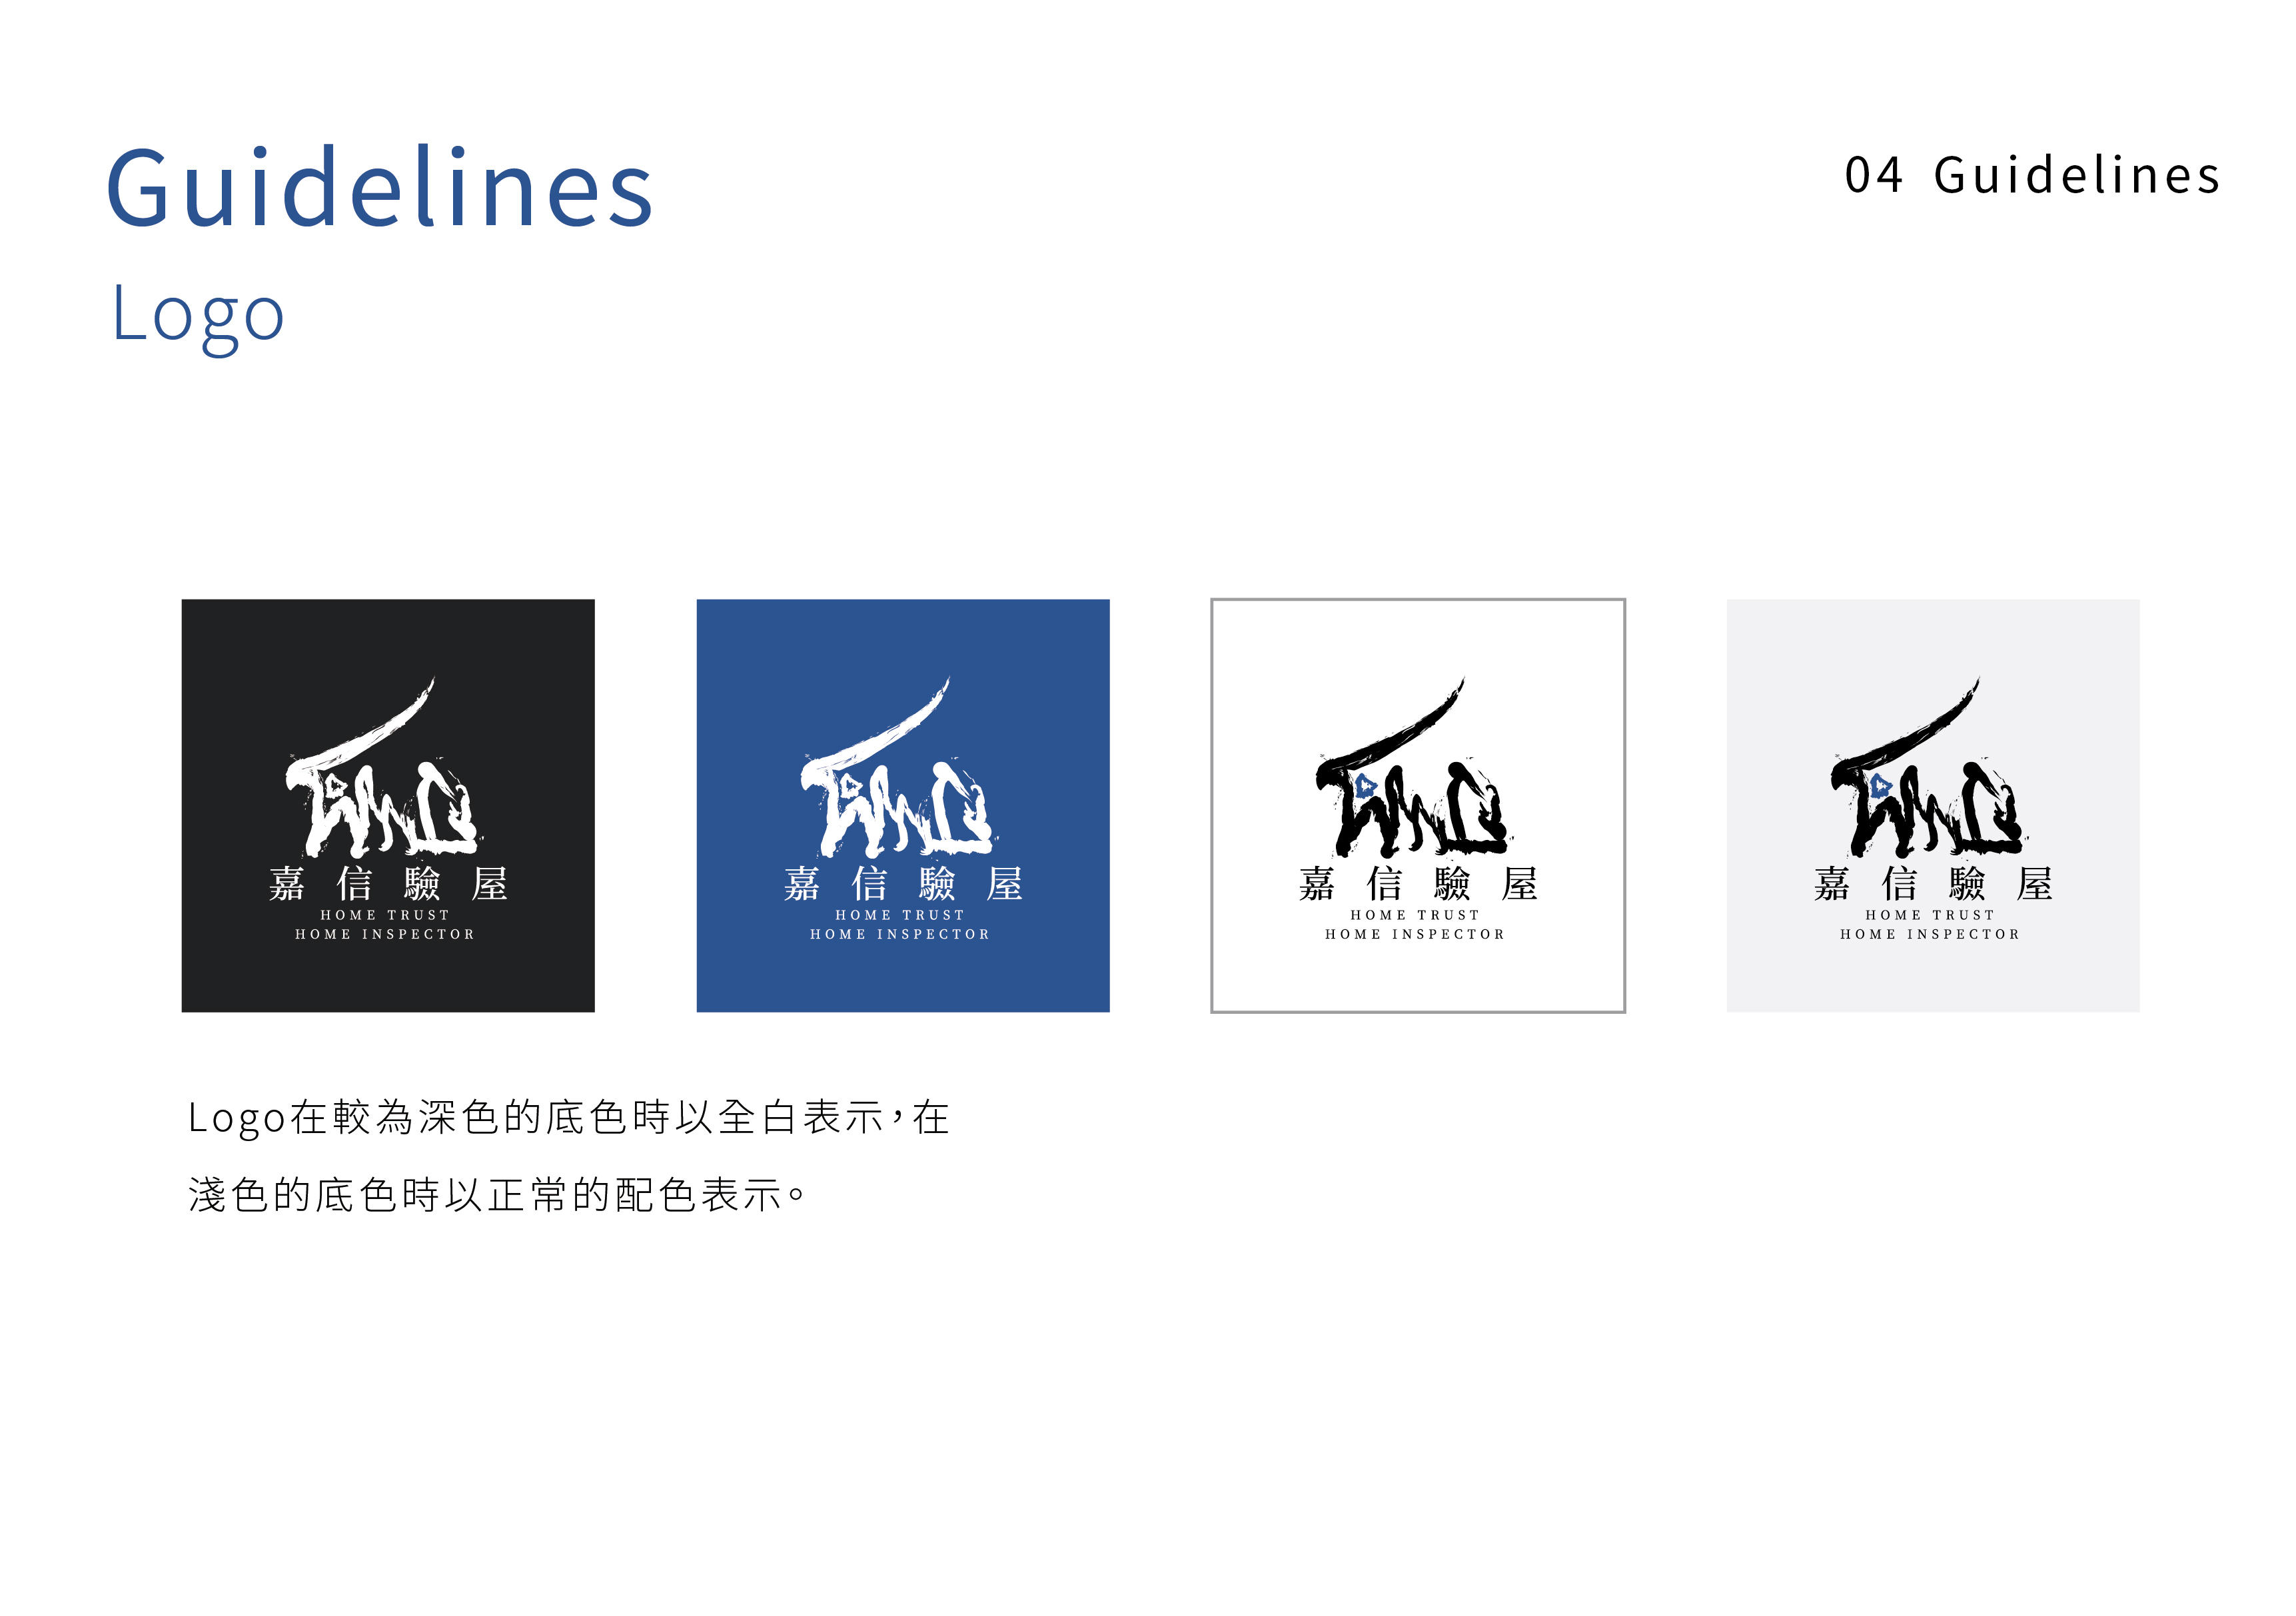 Guidelines
04 Guidelines
Logo
嘉信驗屋
HOME TRUST
HOME INSPECTOR
嘉信驗屋
HOME TRUST
HOME INSPECTOR
嘉信驗屋
HOME TRUST
HOME INSPECTOR
嘉信驗屋
HOME TRUST
HOME INSPECTOR
Logo在較為深色的底色時以全白表示，在
淺色的底色時以正常的配色表示。